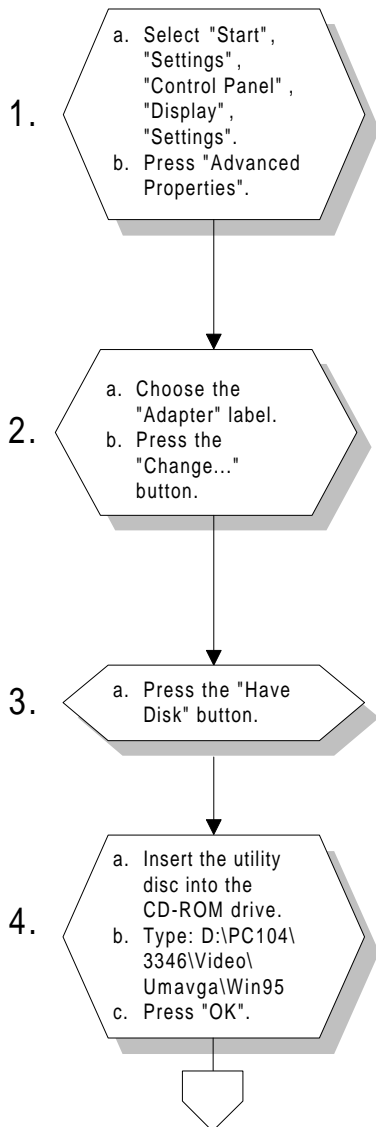 1.
a. Select "Start",
"Settings",
"Control Panel",
"Display",
"Settings".
b. Press "Advanced
Properties".
2.
a. Choose the
"Adapter" label.
b. Press the
"Change..."
button.
3.
a. Press the "Have
Disk" button.
4.
a. Insert the utility
disc into the
CD-ROM drive.
b. Type: D:\PC104\
3346\Video\
Umavga\Win95
c. Press "OK".